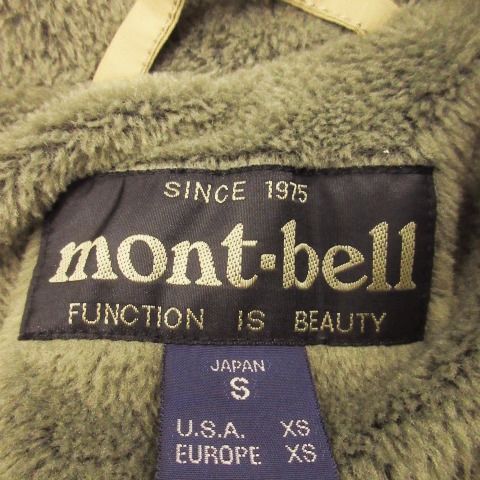 SINCE 1975
mont-bell
FUNCTION IS BEAUTY
JAPAN
S
U.S.A. XS
EUROPE XS